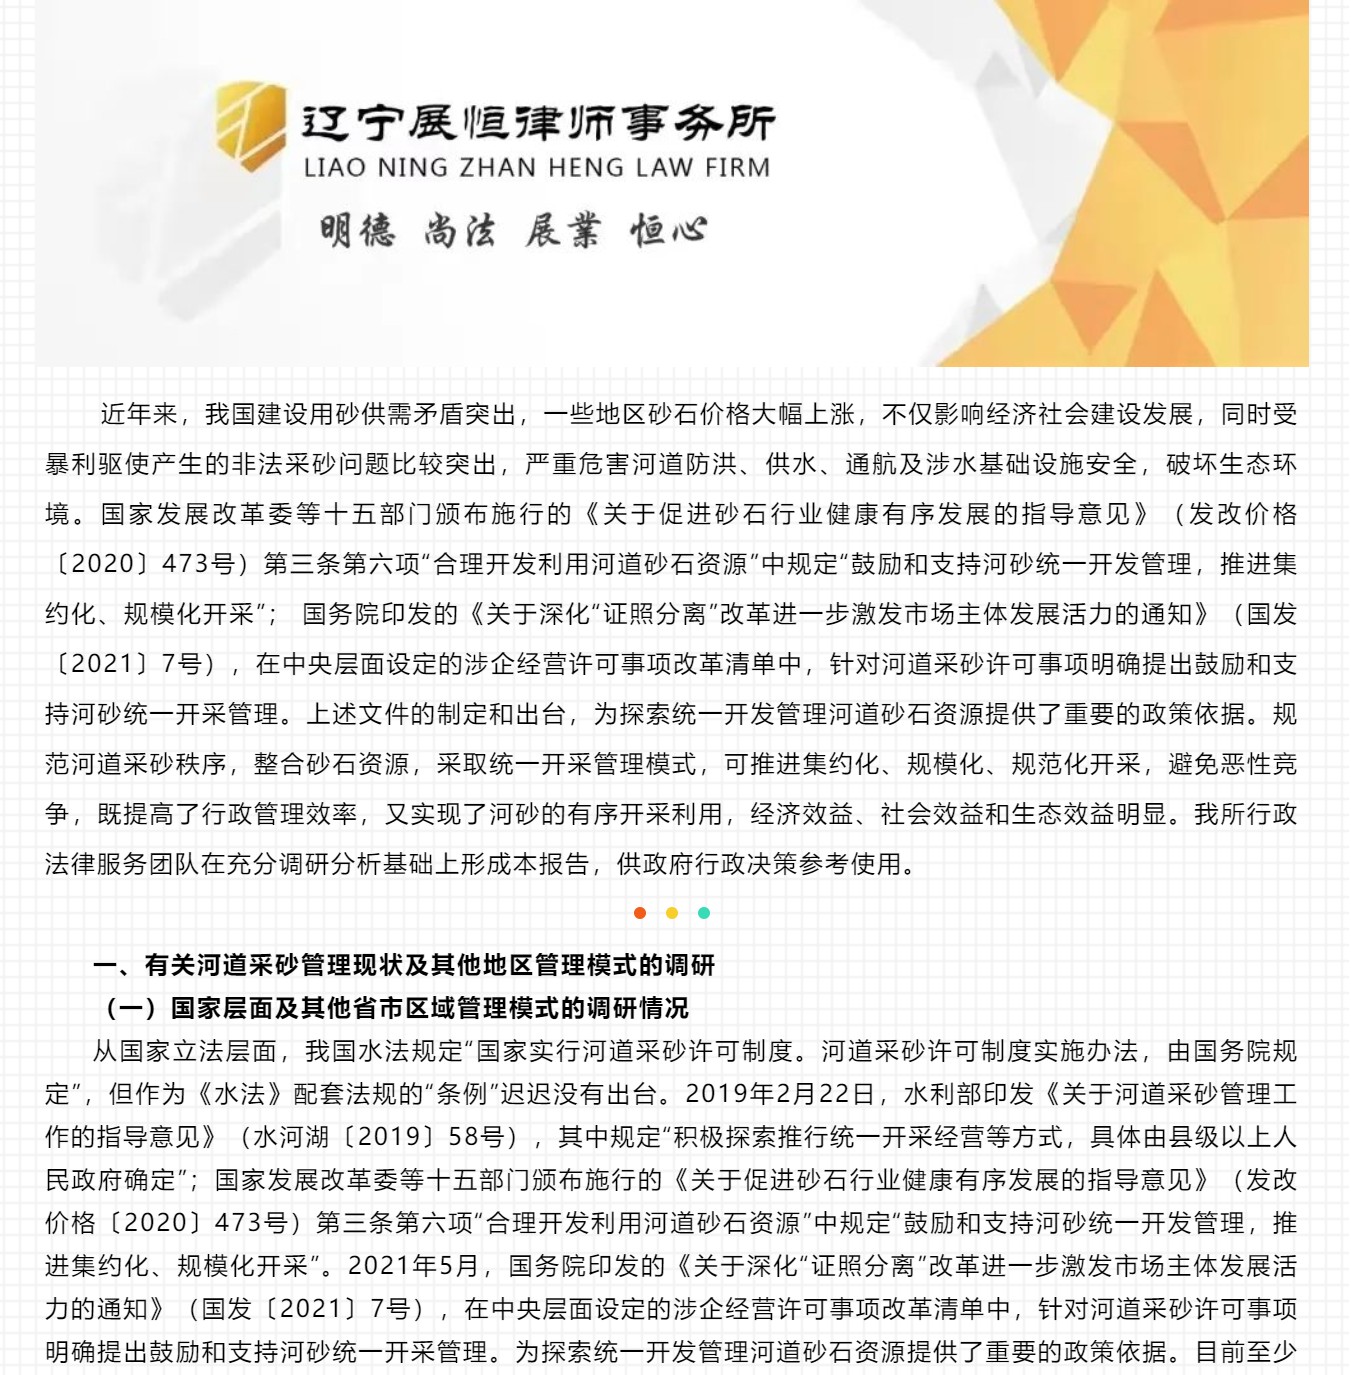 辽宁展恒律师事务所
LIAO NING ZHAN HENG LAW FIRM
明德 尚法 展業 恒心
近年来，我国建设用砂供需矛盾突出，一些地区砂石价格大幅上涨，不仅影响经济社会建设发展，同时受
暴利驱使产生的非法采砂问题比较突出，严重危害河道防洪、供水、通航及涉水基础设施安全，破坏生态环
境。国家发展改革委等十五部门颁布施行的《关于促进砂石行业健康有序发展的指导意见》（发改价格
〔2020〕473号）第三条第六项“合理开发利用河道砂石资源”中规定“鼓励和支持河砂统一开发管理，推进集
约化、规模化开采”； 国务院印发的《关于深化“证照分离”改革进一步激发市场主体发展活力的通知》（国发
〔2021〕7号），在中央层面设定的涉企经营许可事项改革清单中，针对河道采砂许可事项明确提出鼓励和支
持河砂统一开采管理。上述文件的制定和出台，为探索统一开发管理河道砂石资源提供了重要的政策依据。规
范河道采砂秩序，整合砂石资源，采取统一开采管理模式，可推进集约化、规模化、规范化开采，避免恶性竞
争，既提高了行政管理效率，又实现了河砂的有序开采利用，经济效益、社会效益和生态效益明显。我所行政
法律服务团队在充分调研分析基础上形成本报告，供政府行政决策参考使用。
一、有关河道采砂管理现状及其他地区管理模式的调研
（一）国家层面及其他省市区域管理模式的调研情况
从国家立法层面，我国水法规定“国家实行河道采砂许可制度。河道采砂许可制度实施办法，由国务院规
定”，但作为《水法》配套法规的“条例”迟迟没有出台。2019年2月22日，水利部印发《关于河道采砂管理工
作的指导意见》（水河湖〔2019〕58号），其中规定“积极探索推行统一开采经营等方式，具体由县级以上人
民政府确定”；国家发展改革委等十五部门颁布施行的《关于促进砂石行业健康有序发展的指导意见》（发改
价格〔2020〕473号）第三条第六项“合理开发利用河道砂石资源”中规定“鼓励和支持河砂统一开发管理，推
进集约化、规模化开采”。2021年5月，国务院印发的《关于深化“证照分离”改革进一步激发市场主体发展活
力的通知》（国发〔2021〕7号），在中央层面设定的涉企经营许可事项改革清单中，针对河道采砂许可事项
明确提出鼓励和支持河砂统一开采管理。为探索统一开发管理河道砂石资源提供了重要的政策依据。目前至少